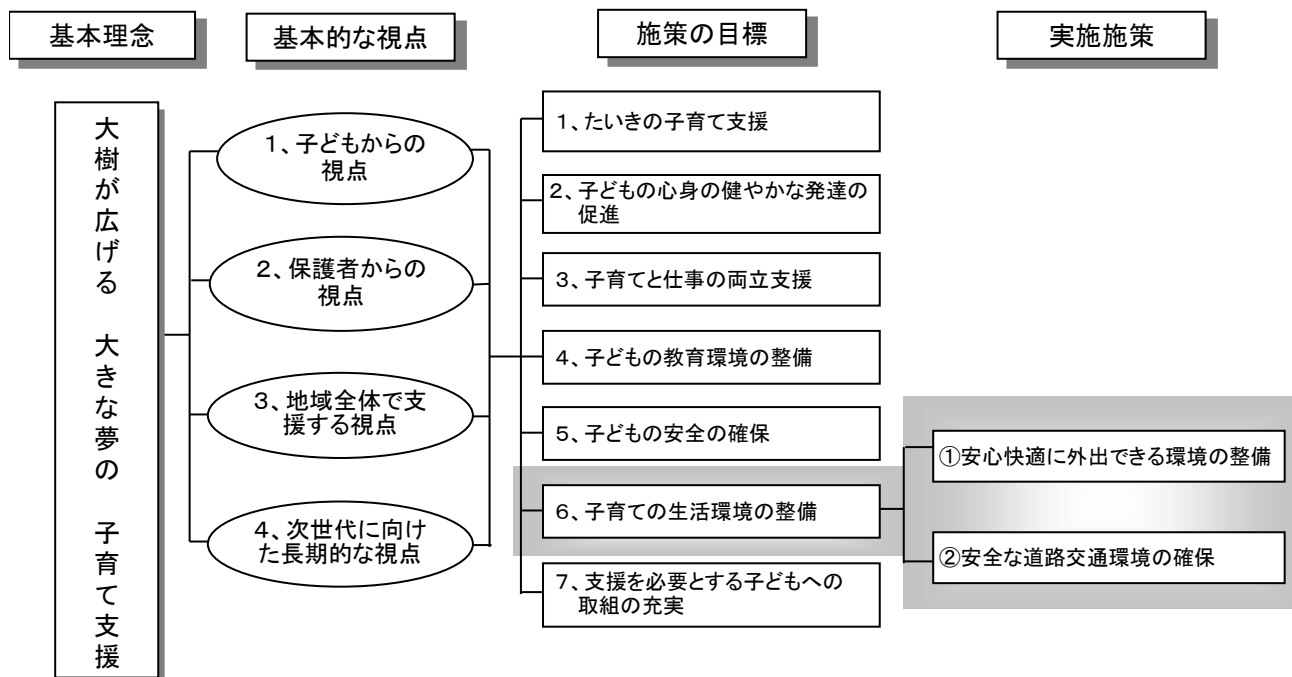 基本理念
基本的な視点
施策の目標
実施施策
大樹が広げる 大きな夢の 子育て支援
１、子どもからの
視点
２、保護者からの
視点
３、地域全体で支
援する視点
４、次世代に向け
た長期的な視点
１、たいきの子育て支援
２、子どもの心身の健やかな発達の
促進
３、子育てと仕事の両立支援
４、子どもの教育環境の整備
５、子どもの安全の確保
６、子育ての生活環境の整備
７、支援を必要とする子どもへの
取組の充実
①安心快適に外出できる環境の整備
②安全な道路交通環境の確保